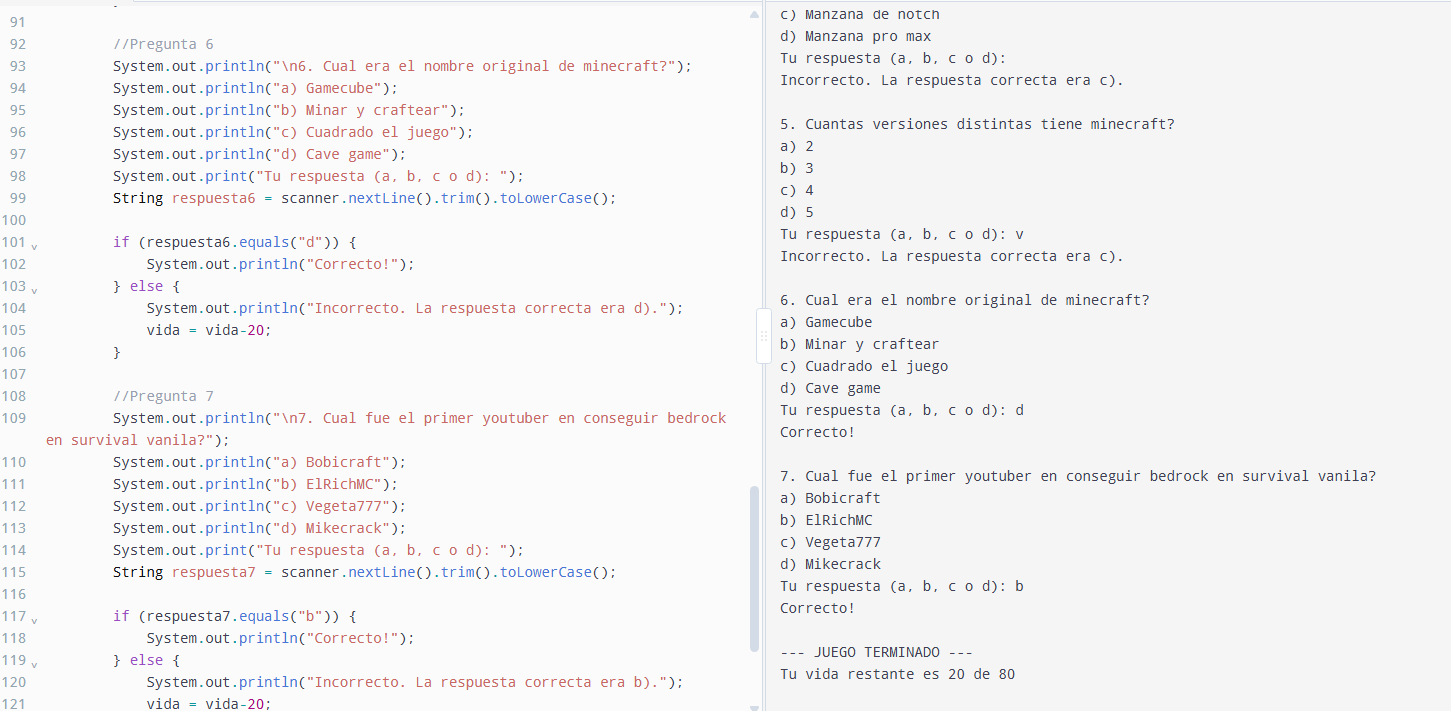 91
92 //Pregunta 6
93 System.out.println("\n6. Cual era el nombre original de minecraft?");
94 System.out.println("a) Gamecube");
95 System.out.println("b) Minar y craftear");
96 System.out.println("c) Cuadrado el juego");
97 System.out.println("d) Cave game");
98 System.out.print("Tu respuesta (a, b, c o d): ");
99 String respuesta6 = scanner.nextLine().trim().toLowerCase();
100
101 if (respuesta6.equals("d")) {
102 System.out.println("Correcto!");
103 } else {
104 System.out.println("Incorrecto. La respuesta correcta era d).");
105 vida = vida-20;
106 }
107
108 //Pregunta 7
109 System.out.println("\n7. Cual fue el primer youtuber en conseguir bedrock
en survival vanila?");
110 System.out.println("a) Bobicraft");
111 System.out.println("b) ElRichMC");
112 System.out.println("c) Vegeta777");
113 System.out.println("d) Mikecrack");
114 System.out.print("Tu respuesta (a, b, c o d): ");
115 String respuesta7 = scanner.nextLine().trim().toLowerCase();
116
117 if (respuesta7.equals("b")) {
118 System.out.println("Correcto!");
119 } else {
120 System.out.println("Incorrecto. La respuesta correcta era b).");
121 vida = vida-20;
c) Manzana de notch
d) Manzana pro max
Tu respuesta (a, b, c o d):
Incorrecto. La respuesta correcta era c).
5. Cuantas versiones distintas tiene minecraft?
a) 2
b) 3
c) 4
d) 5
Tu respuesta (a, b, c o d): v
Incorrecto. La respuesta correcta era c).
6. Cual era el nombre original de minecraft?
a) Gamecube
b) Minar y craftear
c) Cuadrado el juego
d) Cave game
Tu respuesta (a, b, c o d): d
Correcto!
7. Cual fue el primer youtuber en conseguir bedrock en survival vanila?
a) Bobicraft
b) ElRichMC
c) Vegeta777
d) Mikecrack
Tu respuesta (a, b, c o d): b
Correcto!
--- JUEGO TERMINADO ---
Tu vida restante es 20 de 80